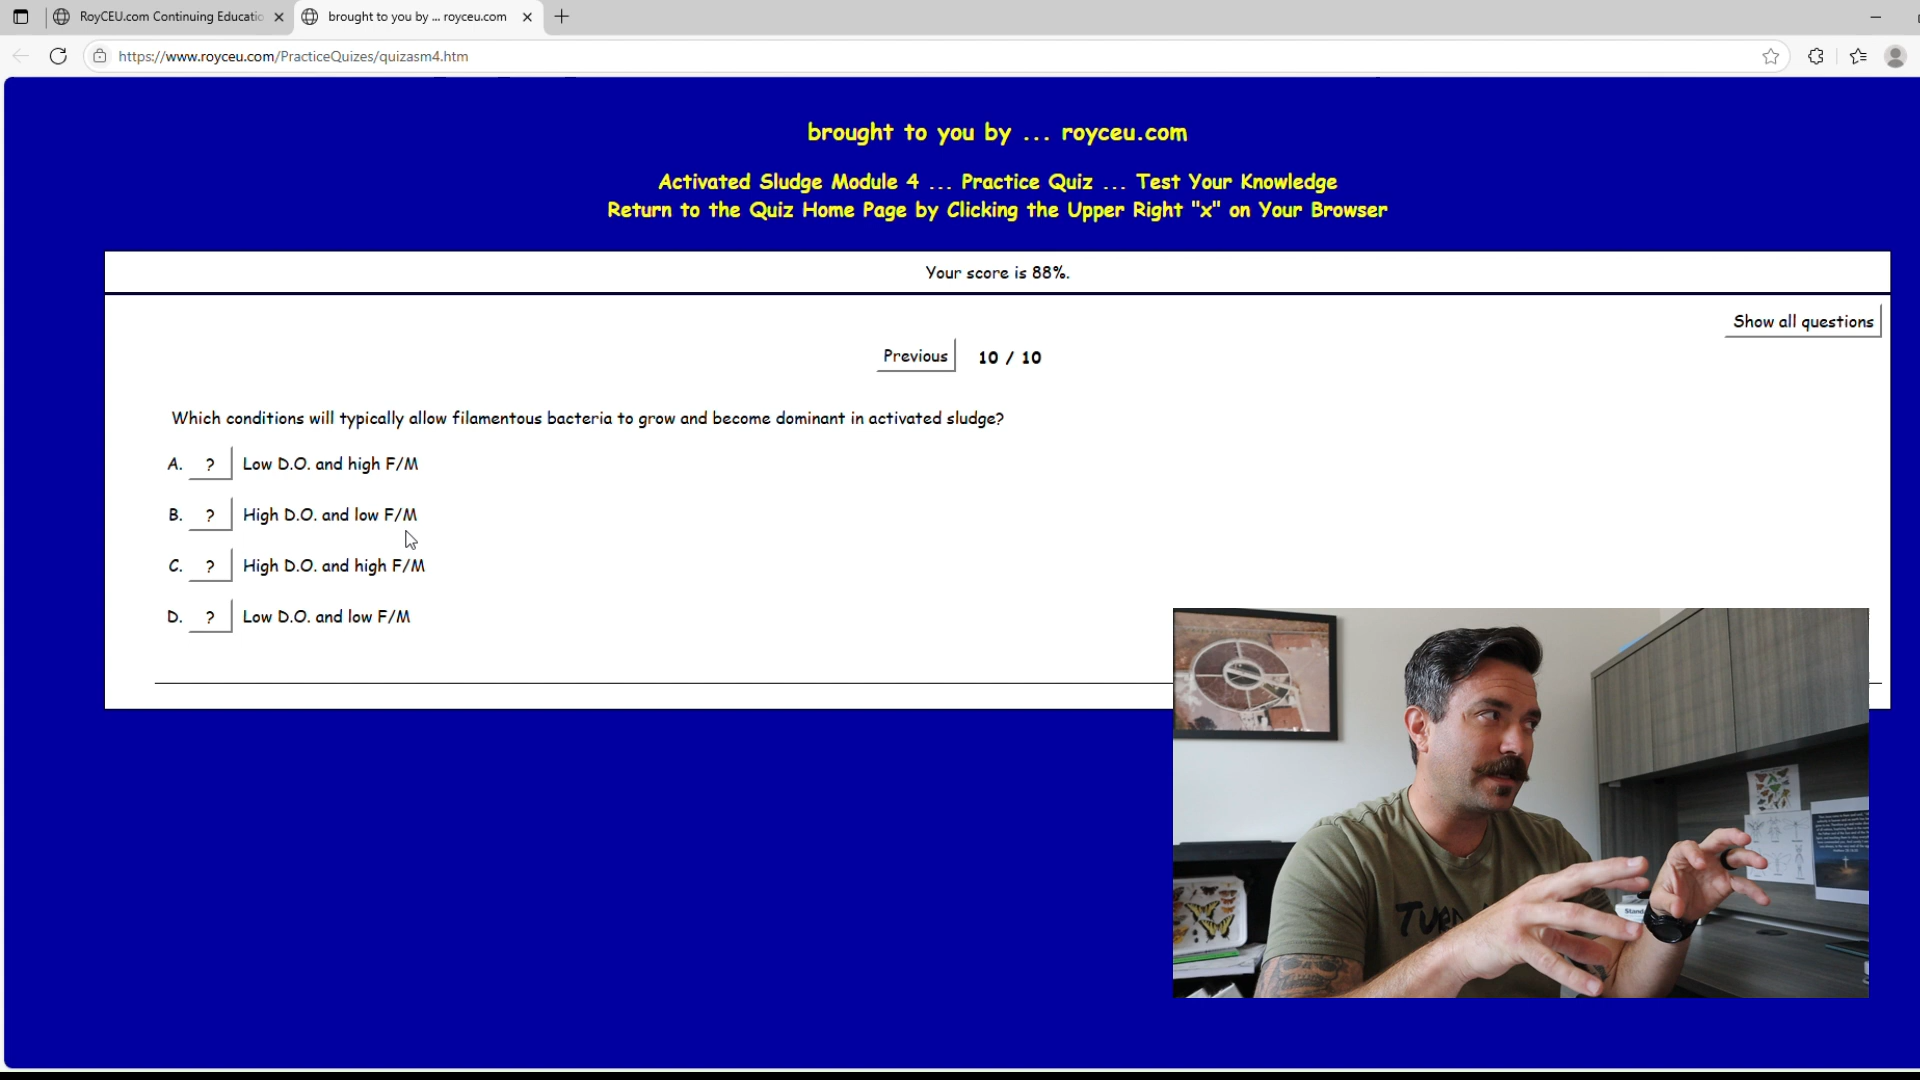 RoyCEU.com Continuing Educatio
brought to you by ... royceu.com
https://www.royceu.com/PracticeQuizes/quizasm4.htm
brought to you by ... royceu.com
Activated Sludge Module 4 ... Practice Quiz ... Test Your Knowledge
Return to the Quiz Home Page by Clicking the Upper Right "x" on Your Browser
Your score is 88%.
Show all questions
Previous 10 / 10
Which conditions will typically allow filamentous bacteria to grow and become dominant in activated sludge?
A. ? Low D.O. and high F/M
B. ? High D.O. and low F/M
C. ? High D.O. and high F/M
D. ? Low D.O. and low F/M